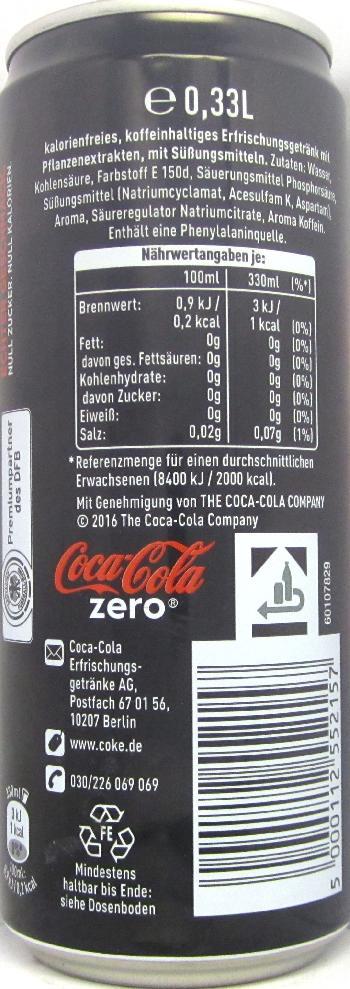 e 0,33L
kalorienfreies, koffeinhaltiges Erfrischungsgetränk mit
Pflanzenextrakten, mit Süßungsmitteln. Zutaten: Wasser,
Kohlensäure, Farbstoff E 150d, Säuerungsmittel Phosphorsäure,
Süßungsmittel (Natriumcyclamat, Acesulfam K, Aspartam),
Aroma, Säureregulator Natriumcitrate, Aroma Koffein.
Enthält eine Phenylalaninquelle.
Nährwertangaben je:
100ml 330ml (%*)
Brennwert: 0,9 kJ / 3 kJ /
0,2 kcal 1 kcal (0%)
Fett: 0g 0g (0%)
davon ges. Fettsäuren: 0g 0g (0%)
Kohlenhydrate: 0g 0g (0%)
davon Zucker: 0g 0g (0%)
Eiweiß: 0g 0g (0%)
Salz: 0,02g 0,07g (1%)
*Referenzmenge für einen durchschnittlichen
Erwachsenen (8400 kJ / 2000 kcal).
Mit Genehmigung von THE COCA-COLA COMPANY
© 2016 The Coca-Cola Company
NULL ZUCKER. NULL KALORIEN.
Premiumpartner
des DFB
Coca-Cola
zero®
60107829
Coca-Cola
Erfrischungs-
getränke AG,
Postfach 67 01 56,
10207 Berlin
www.coke.de
030/226 069 069
FE
Mindestens
haltbar bis Ende:
siehe Dosenboden
3 kJ
1 kcal
5 000112 552157